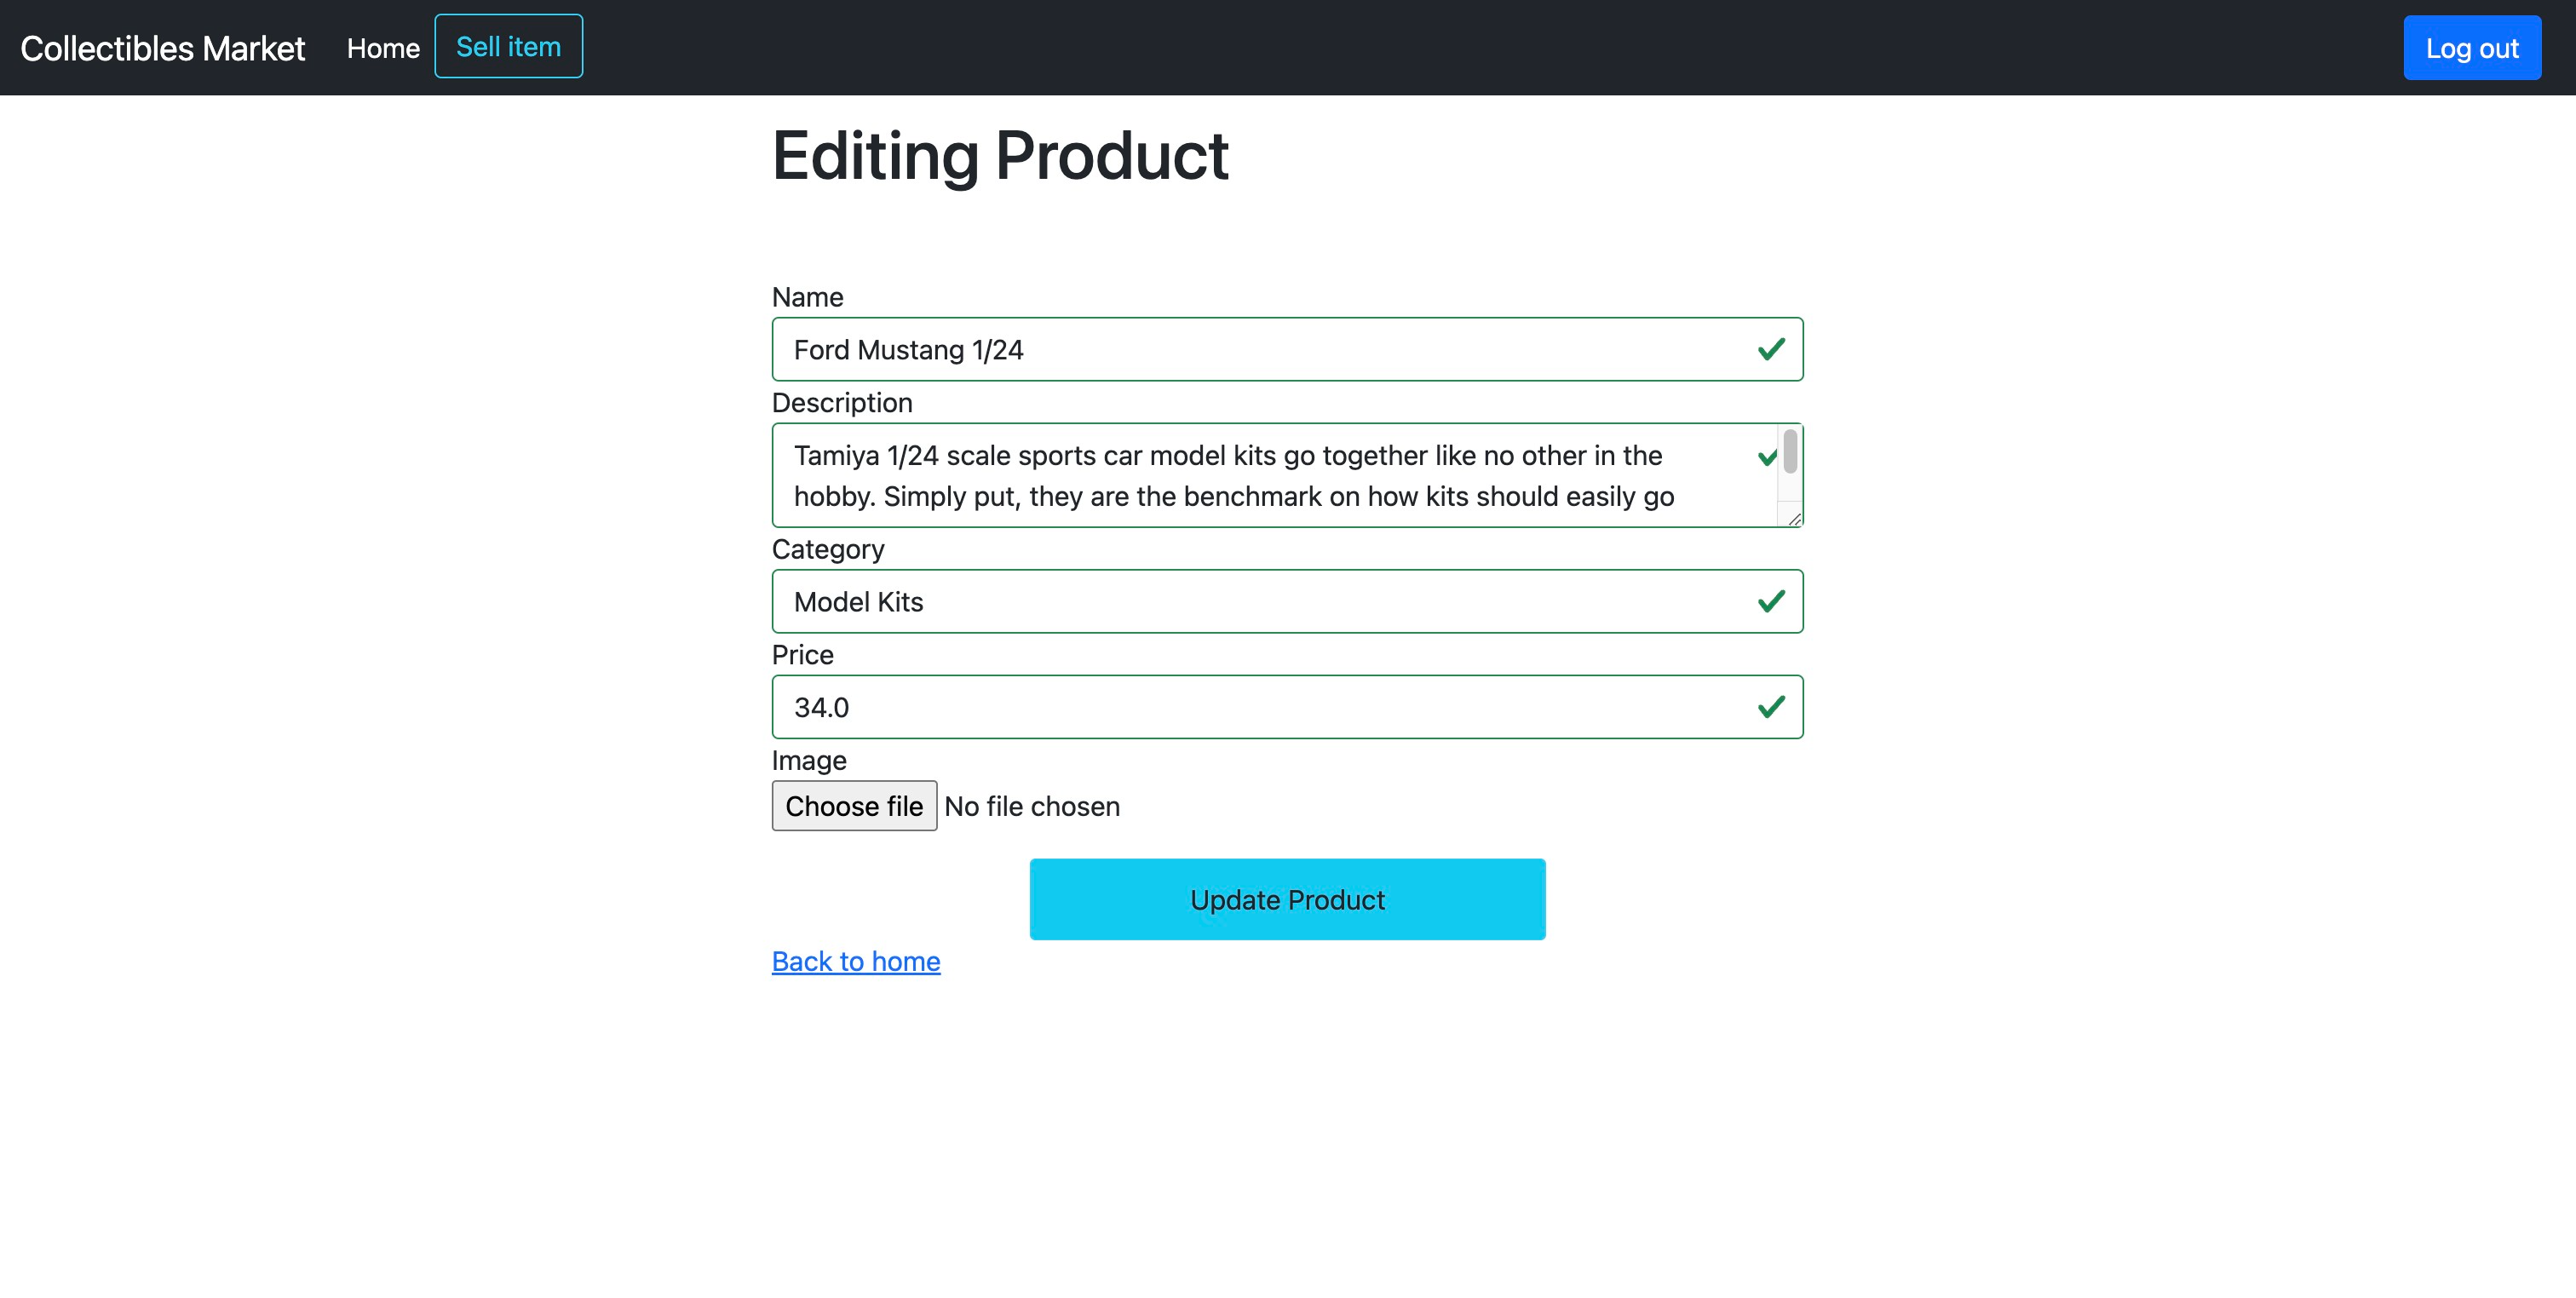 Collectibles Market Home Sell item Log out
Editing Product
Name
Ford Mustang 1/24
Description
Tamiya 1/24 scale sports car model kits go together like no other in the
hobby. Simply put, they are the benchmark on how kits should easily go
Category
Model Kits
Price
34.0
Image
Choose file No file chosen
Update Product
Back to home